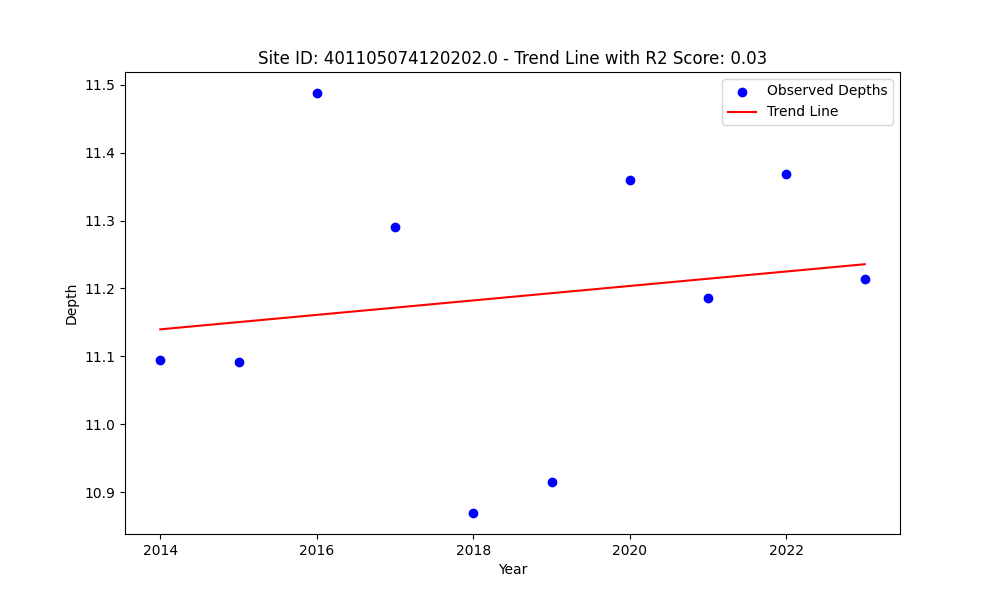 Site ID: 401105074120202.0 - Trend Line with R2 Score: 0.03
Observed Depths
Trend Line
11.5
11.4
11.3
11.2
11.1
11.0
10.9
Depth
2014
2016
2018
2020
2022
Year